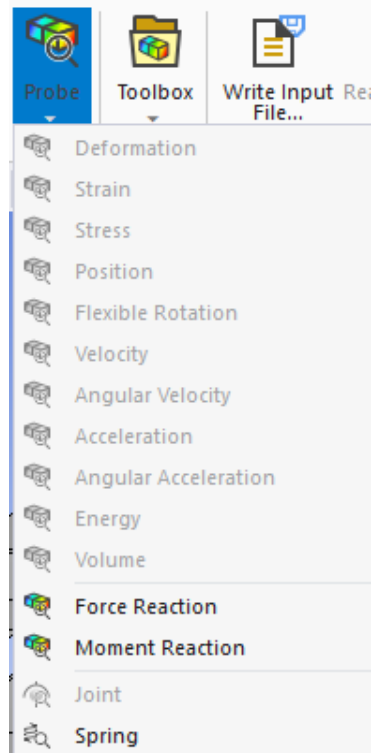 Probe
Toolbox
Write Input
File...
Deformation
Strain
Stress
Position
Flexible Rotation
Velocity
Angular Velocity
Acceleration
Angular Acceleration
Energy
Volume
Force Reaction
Moment Reaction
Joint
Spring